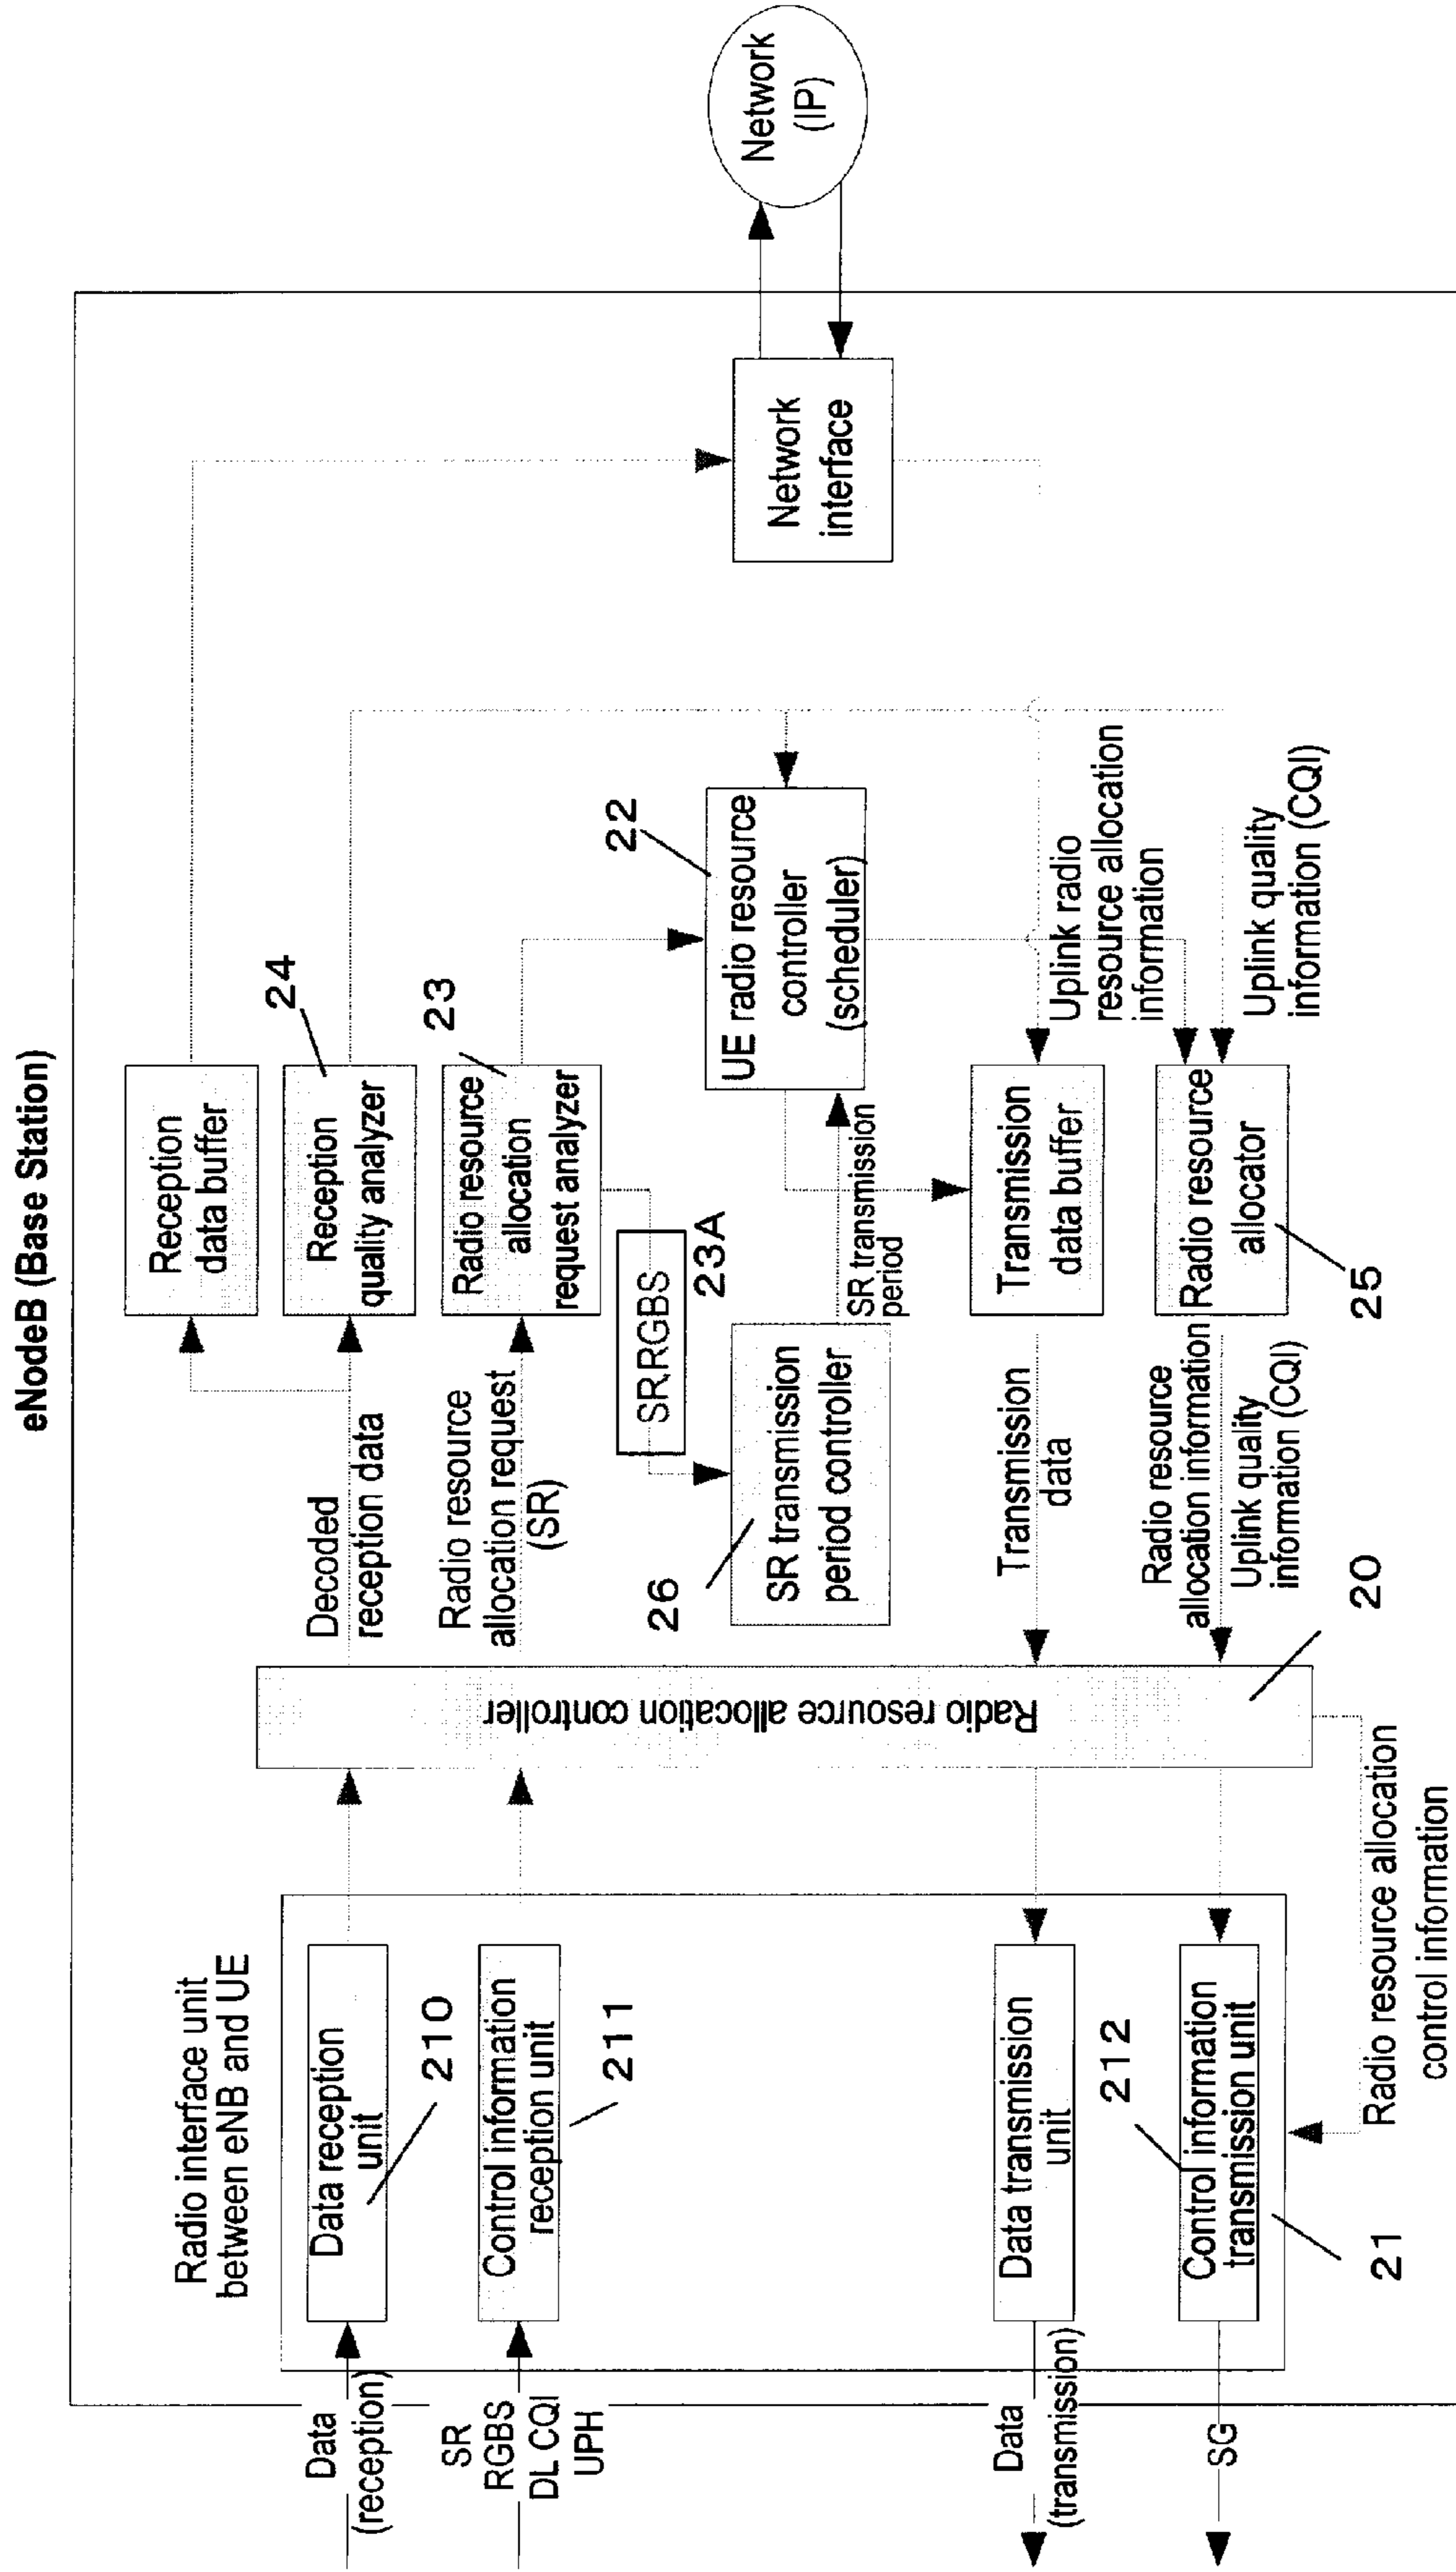 eNodeB (Base Station)
Radio interface unit
between eNB and UE
Data
(reception)
Data reception
unit
210
SR
RGBS
DL CQI
UPH
Control information
reception unit
211
Data
(transmission)
Data transmission
unit
SG
212
Control information
transmission unit
21
Radio resource allocation
control information
Radio resource allocation controller
20
Decoded
reception data
Radio resource
allocation request
(SR)
Transmission
data
Radio resource
allocation information
Uplink quality
information (CQI)
Reception
data buffer
Reception
quality analyzer
24
Radio resource
allocation
request analyzer
23
SR,RGBS
23A
SR transmission
period controller
26
SR transmission
period
UE radio resource
controller
(scheduler)
22
Transmission
data buffer
Radio resource
allocator
25
Uplink radio
resource allocation
information
Uplink quality
information (CQI)
Network
interface
Network
(IP)